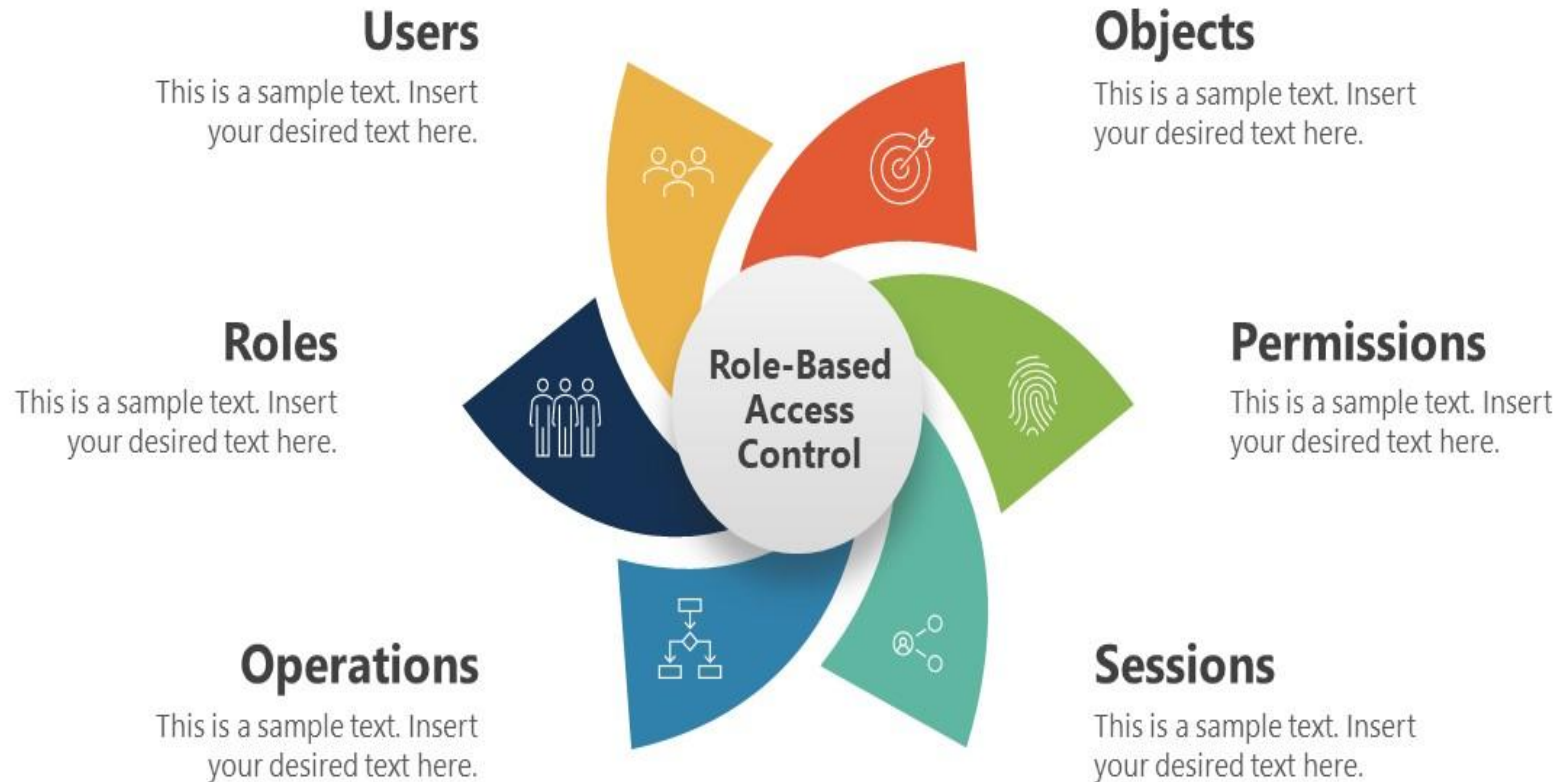 Users
This is a sample text. Insert
your desired text here.
Objects
This is a sample text. Insert
your desired text here.
Roles
This is a sample text. Insert
your desired text here.
Role-Based
Access
Control
Permissions
This is a sample text. Insert
your desired text here.
Operations
This is a sample text. Insert
your desired text here.
Sessions
This is a sample text. Insert
your desired text here.